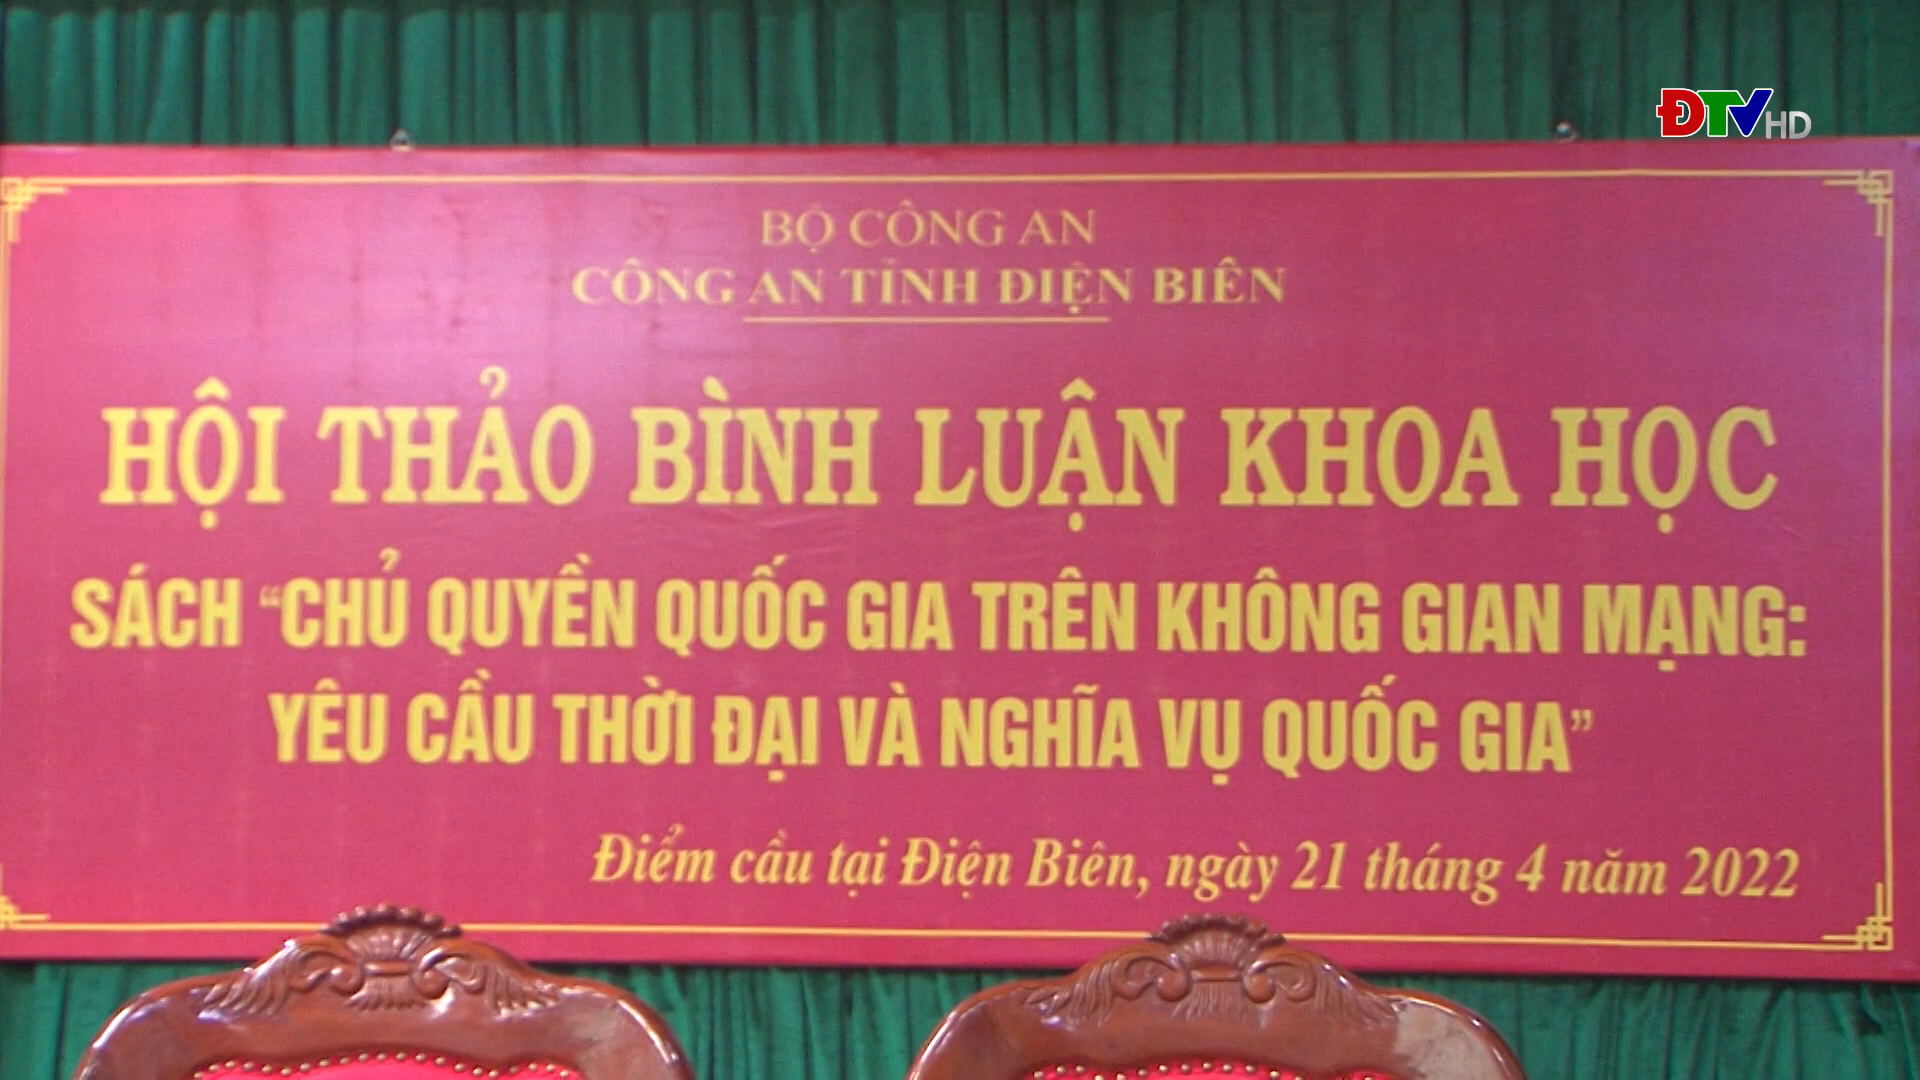 ĐTV HD
BỘ CÔNG AN
CÔNG AN TỈNH ĐIỆN BIÊN
HỘI THẢO BÌNH LUẬN KHOA HỌC
SÁCH “CHỦ QUYỀN QUỐC GIA TRÊN KHÔNG GIAN MẠNG:
YÊU CẦU THỜI ĐẠI VÀ NGHĨA VỤ QUỐC GIA”
Điểm cầu tại Điện Biên, ngày 21 tháng 4 năm 2022